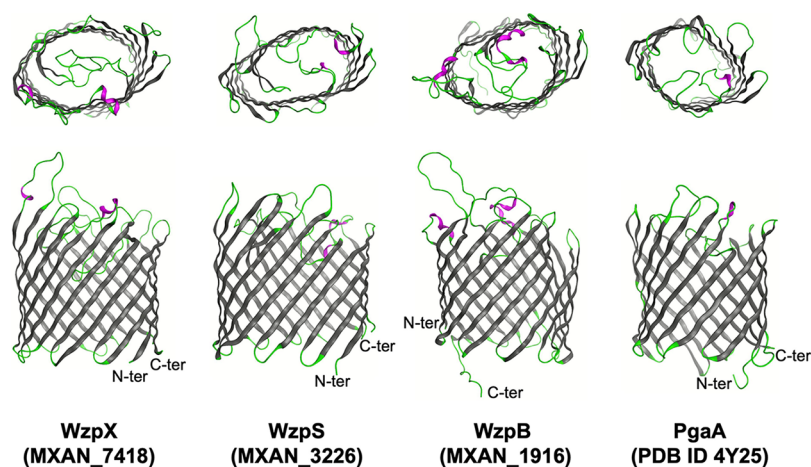 N-ter
C-ter
N-ter
C-ter
N-ter
C-ter
N-ter
C-ter
WzpX
(MXAN_7418)
WzpS
(MXAN_3226)
WzpB
(MXAN_1916)
PgaA
(PDB ID 4Y25)